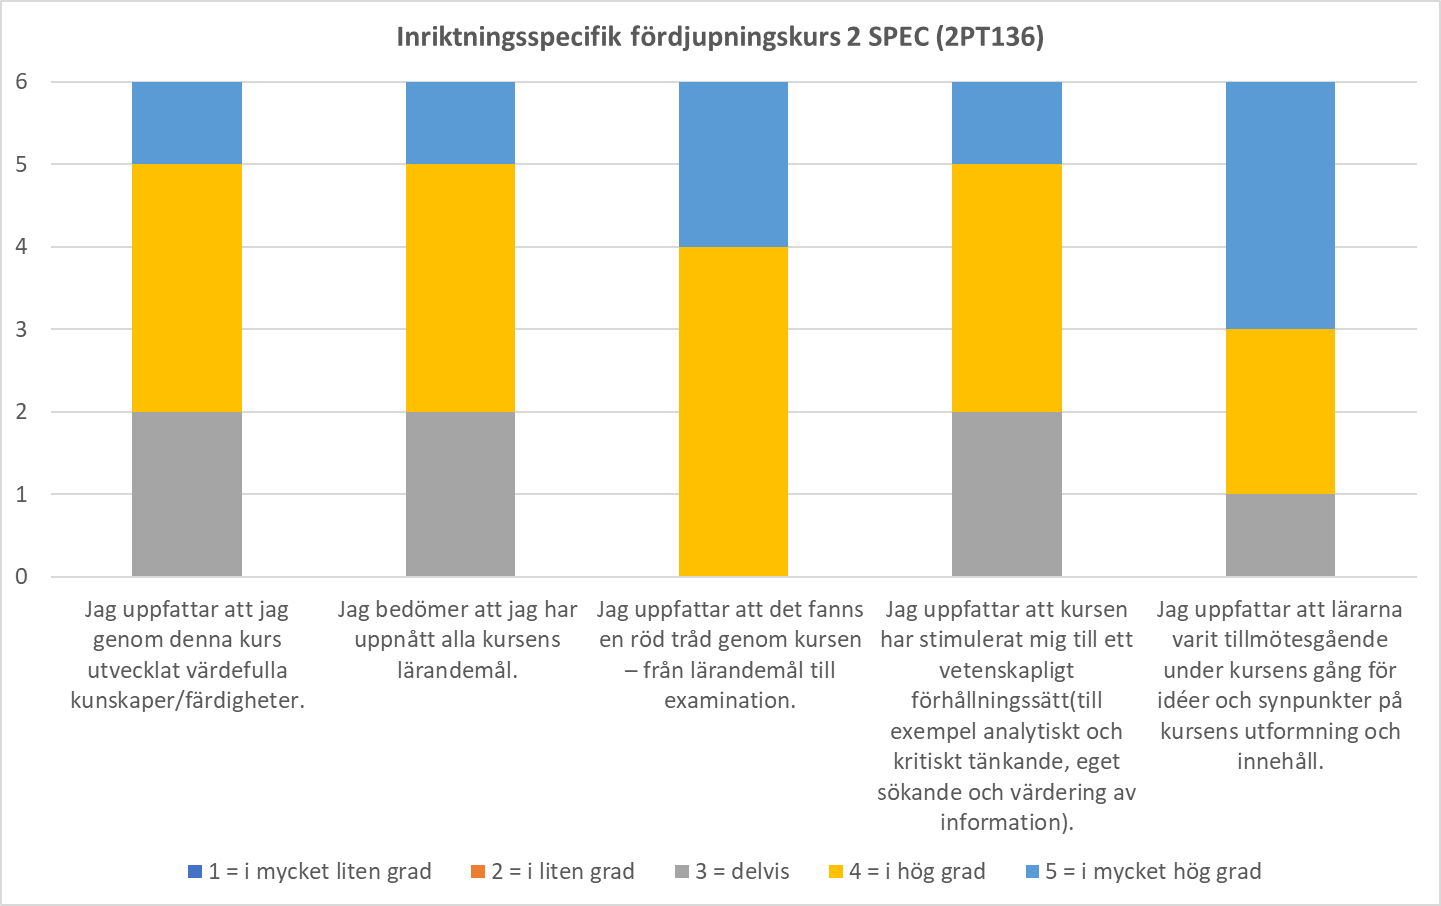 Inriktningsspecifik fördjupningskurs 2 SPEC (2PT136)
6
5
4
3
2
1
0
Jag uppfattar att jag
genom denna kurs
utvecklat värdefulla
kunskaper/färdigheter.
Jag bedömer att jag har
uppnått alla kursens
lärandemål.
Jag uppfattar att det fanns
en röd tråd genom kursen
– från lärandemål till
examination.
Jag uppfattar att kursen
har stimulerat mig till ett
vetenskapligt
förhållningssätt(till
exempel analytiskt och
kritiskt tänkande, eget
sökande och värdering av
information).
Jag uppfattar att lärarna
varit tillmötesgående
under kursens gång för
idéer och synpunkter på
kursens utformning och
innehåll.
1 = i mycket liten grad
2 = i liten grad
3 = delvis
4 = i hög grad
5 = i mycket hög grad